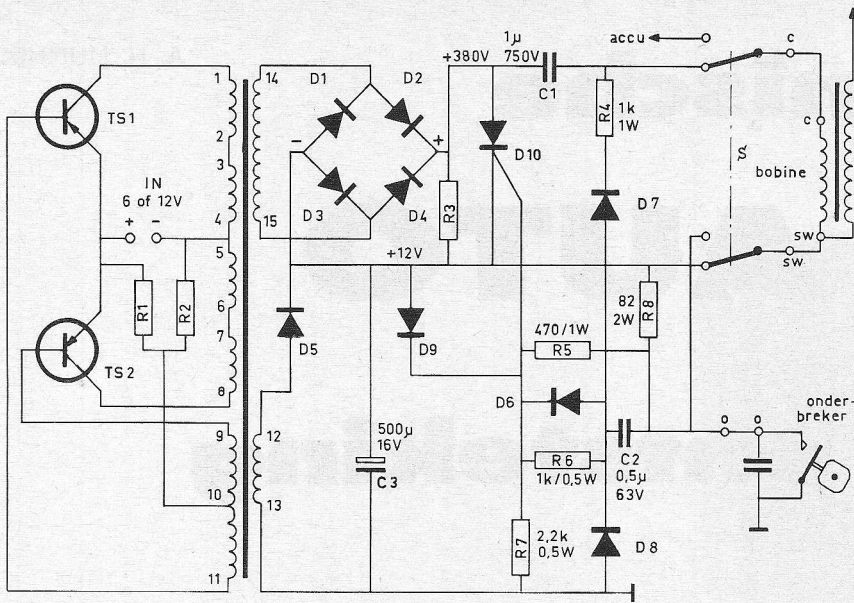 1
2
3
4
5
6
7
8
9
10
11
14
15
12
13
TS1
TS2
IN
6 of 12V
+ −
R1
R2
D1
D2
D3
D4
−
+
+380V
1µ
750V
C1
R3
D10
+12V
D5
D9
500µ
16V
C3
R4
1k
1W
D7
82
2W
R8
470/1W
R5
D6
R6
1k/0,5W
C2
0,5µ
63V
R7
2,2k
0,5W
D8
accu
c
c
S
bobine
sw
sw
o o
onder-
breker